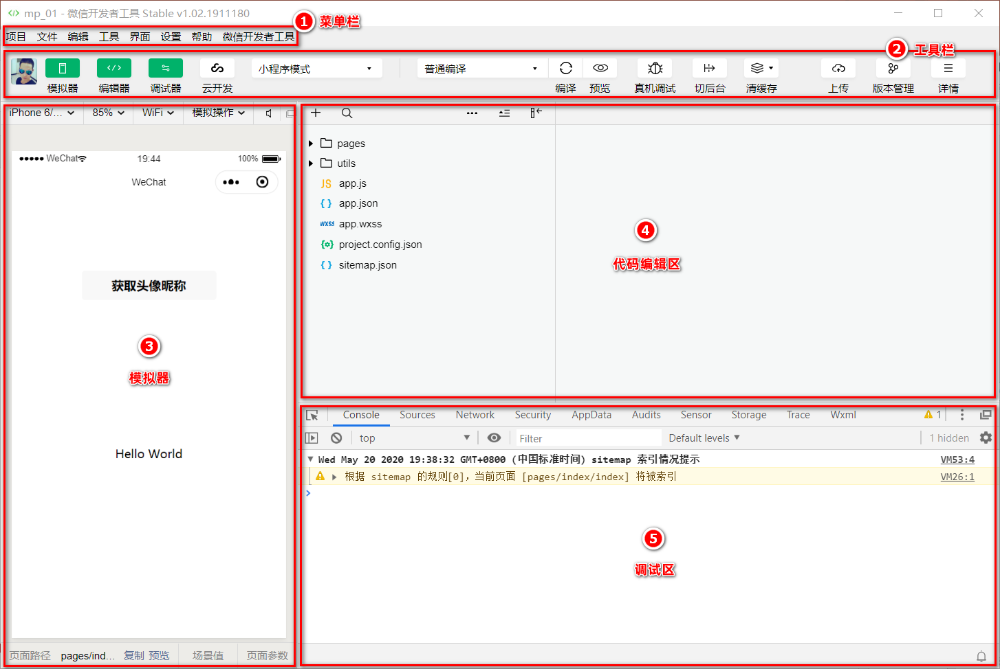 mp_01 - 微信开发者工具 Stable v1.02.1911180
1 菜单栏
项目 文件 编辑 工具 界面 设置 帮助 微信开发者工具
2 工具栏
小程序模式 普通编译
模拟器 编辑器 调试器 云开发 编译 预览 真机调试 切后台 清缓存 上传 版本管理 详情
iPhone 6/... 85% WiFi 模拟操作
WeChat 19:44 100%
WeChat
获取头像昵称
3
模拟器
Hello World
页面路径 pages/ind... 复制 预览 场景值 页面参数
pages
utils
JS app.js
{ } app.json
WXSS app.wxss
{ } project.config.json
{ } sitemap.json
4
代码编辑区
Console Sources Network Security AppData Audits Sensor Storage Trace Wxml 1
top Filter Default levels 1 hidden
Wed May 20 2020 19:38:32 GMT+0800 (中国标准时间) sitemap 索引情况提示 VM53:4
根据 sitemap 的规则[0]，当前页面 [pages/index/index] 将被索引 VM26:1
5
调试区